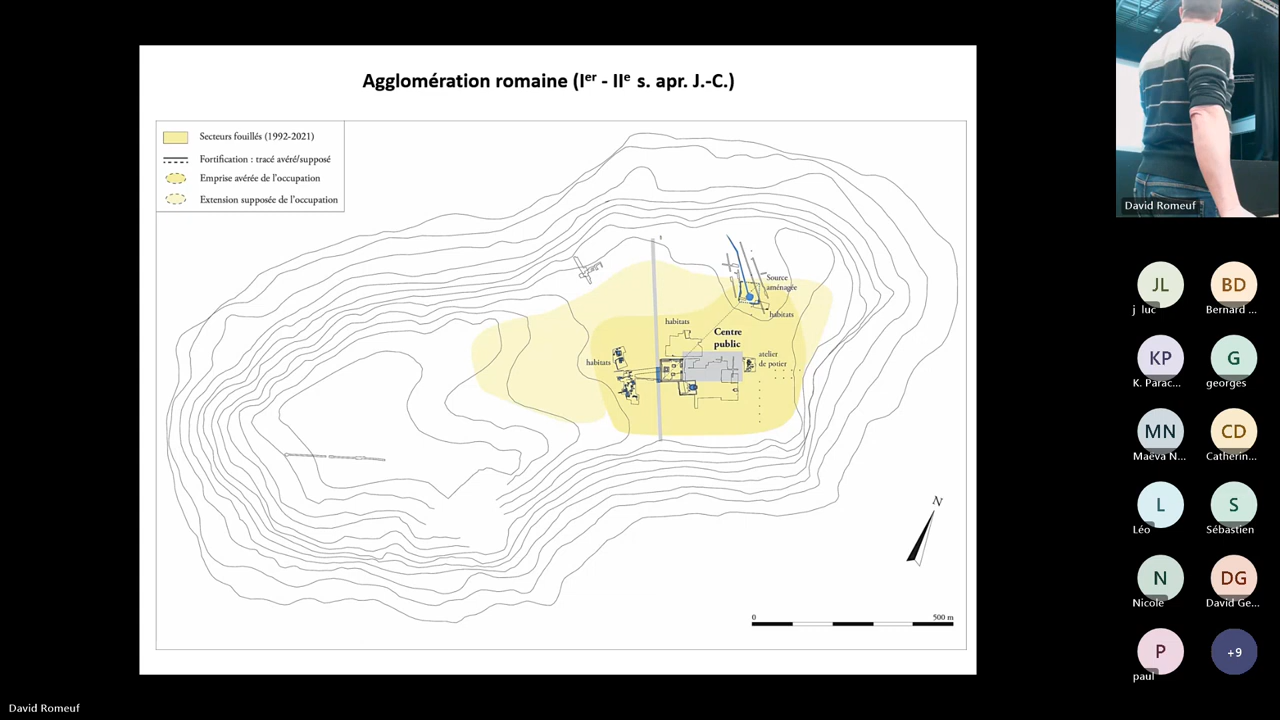 Agglomération romaine (Ier - IIe s. apr. J.-C.)
Secteurs fouillés (1992-2021)
Fortification : tracé avéré/supposé
Emprise avérée de l'occupation
Extension supposée de l'occupation
Source
aménagée
habitats
habitats
Centre
public
habitats
atelier
de potier
N
0
500 m
David Romeuf
JL
j luc
BD
Bernard ...
KP
K. Parac...
G
georges
MN
Maëva N...
CD
Catherin...
L
Léo
S
Sébastien
N
Nicole
DG
David Ge...
P
paul
+9
David Romeuf